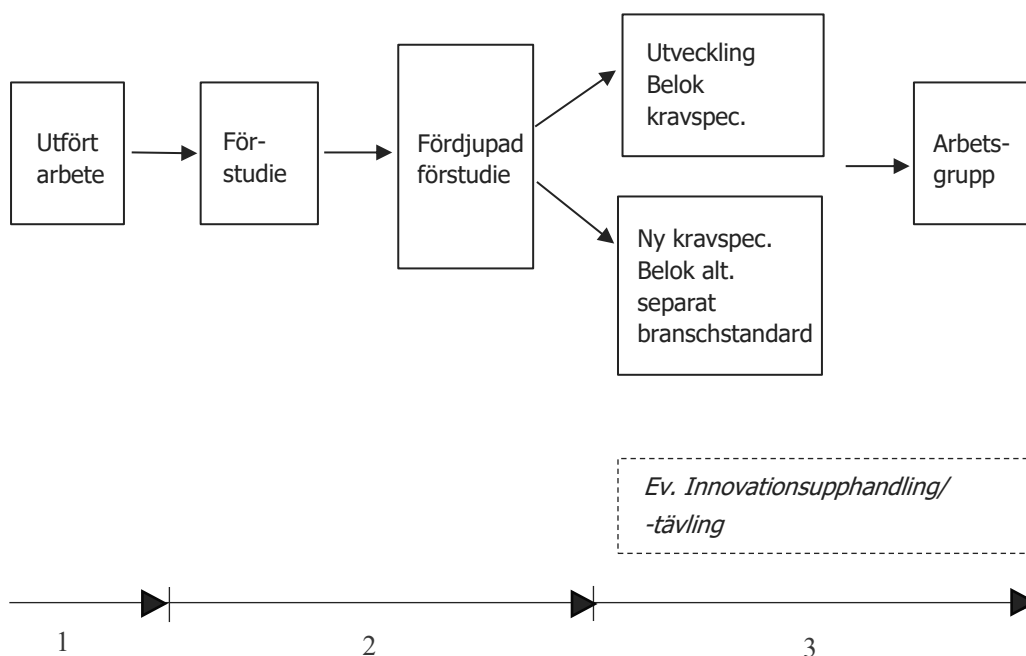 Utfört
arbete
För-
studie
Fördjupad
förstudie
Utveckling
Belok
kravspec.
Ny kravspec.
Belok alt.
separat
branschstandard
Arbets-
grupp
Ev. Innovationsupphandling/
-tävling
1
2
3